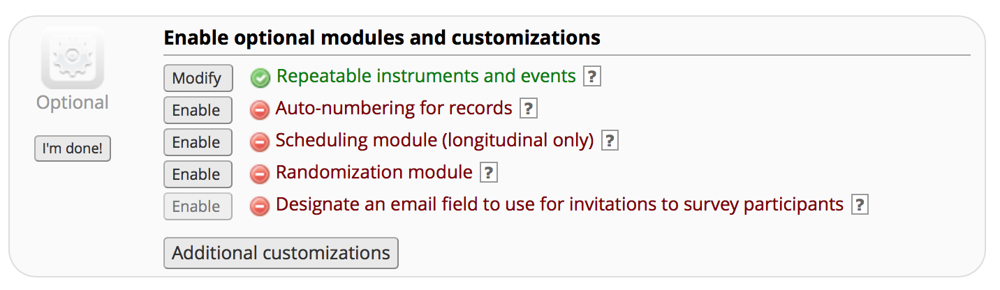 Enable optional modules and customizations
Modify Repeatable instruments and events ?
Optional
Enable Auto-numbering for records ?
I'm done!
Enable Scheduling module (longitudinal only) ?
Enable Randomization module ?
Enable Designate an email field to use for invitations to survey participants ?
Additional customizations